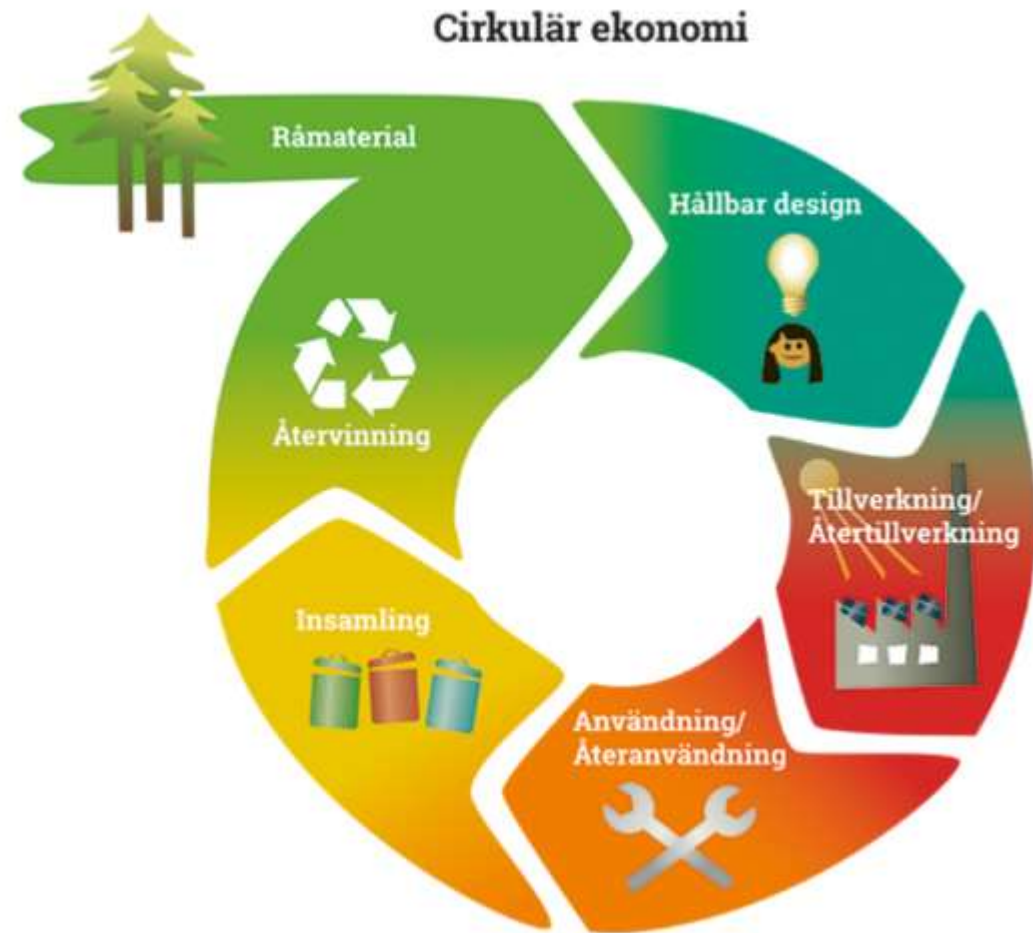 Cirkulär ekonomi
Råmaterial
Hållbar design
Tillverkning/
Återtillverkning
Användning/
Återanvändning
Insamling
Återvinning